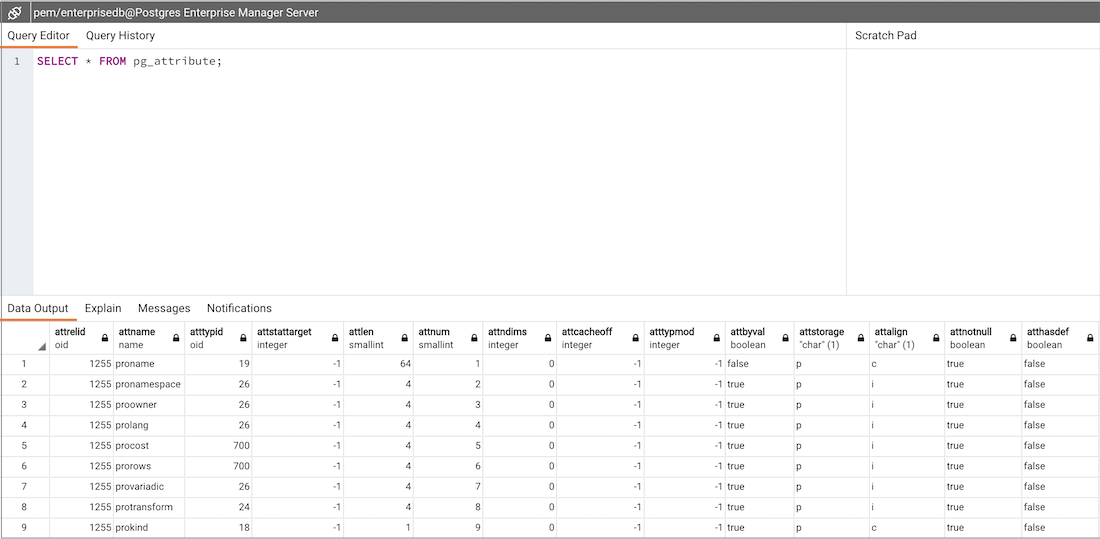 pem/enterprisedb@Postgres Enterprise Manager Server
Query Editor Query History Scratch Pad
1 SELECT * FROM pg_attribute;
Data Output Explain Messages Notifications
attrelid attname atttypid attstattarget attlen attnum attndims attcacheoff atttypmod attbyval attstorage attalign attnotnull atthasdef
oid name oid integer smallint smallint integer integer integer boolean "char" (1) "char" (1) boolean boolean
1 1255 proname 19 -1 64 1 0 -1 -1 false p c true false
2 1255 pronamespace 26 -1 4 2 0 -1 -1 true p i true false
3 1255 proowner 26 -1 4 3 0 -1 -1 true p i true false
4 1255 prolang 26 -1 4 4 0 -1 -1 true p i true false
5 1255 procost 700 -1 4 5 0 -1 -1 true p i true false
6 1255 prorows 700 -1 4 6 0 -1 -1 true p i true false
7 1255 provariadic 26 -1 4 7 0 -1 -1 true p i true false
8 1255 protransform 24 -1 4 8 0 -1 -1 true p i true false
9 1255 prokind 18 -1 1 9 0 -1 -1 true p c true false